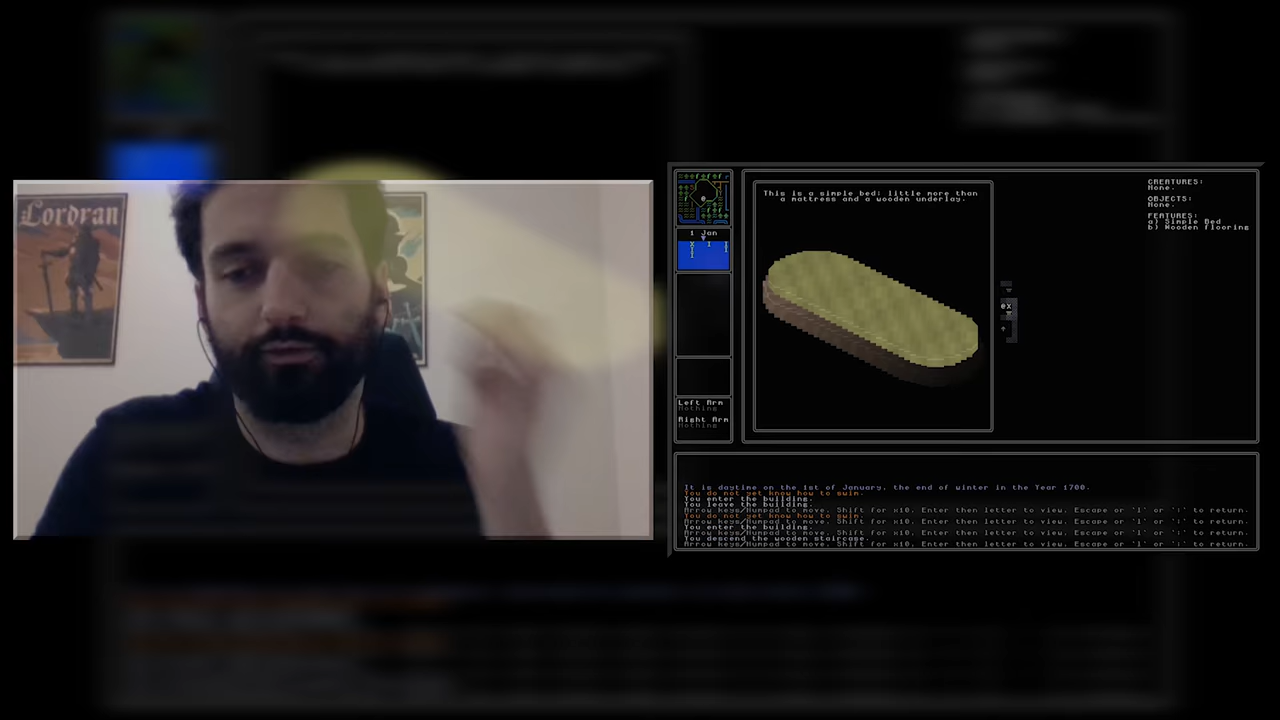 Lordran
1 Jan
X I I
I I
Left Arm
Nothing
Right Arm
Nothing
This is a simple bed: little more than
a mattress and a wooden underlay.
ex
CREATURES:
None.
OBJECTS:
None.
FEATURES:
a) Simple Bed
b) Wooden flooring
It is daytime on the 1st of January, the end of winter in the Year 1700.
You do not yet know how to swim.
You enter the building.
You leave the building.
Arrow keys/Numpad to move, Shift for x10, Enter then letter to view, Escape or 'l' or ';' to return.
You do not yet know how to swim.
Arrow keys/Numpad to move, Shift for x10, Enter then letter to view, Escape or 'l' or ';' to return.
You enter the building.
Arrow keys/Numpad to move, Shift for x10, Enter then letter to view, Escape or 'l' or ';' to return.
You descend the wooden staircase.
Arrow keys/Numpad to move, Shift for x10, Enter then letter to view, Escape or 'l' or ';' to return.